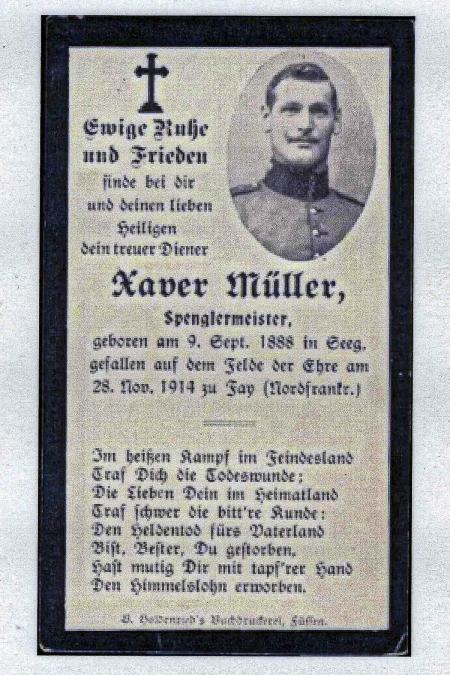 Ewige Ruhe
und Frieden
finde bei dir
und deinen lieben
Heiligen
dein treuer Diener
Xaver Müller,
Spenglermeister,
geboren am 9. Sept. 1888 in Seeg.
gefallen auf dem Felde der Ehre am
28. Nov. 1914 zu Fay (Nordfrankr.)
Im heißen Kampf im Feindesland
Traf Dich die Todeswunde;
Die Lieben Dein im Heimatland
Traf schwer die bitt're Kunde:
Den Heldentod fürs Vaterland
Bist, Bester, Du gestorben.
Hast mutig Dir mit tapf'rer Hand
Den Himmelslohn erworben.
B. Holdenried's Buchdruckerei, Füssen.